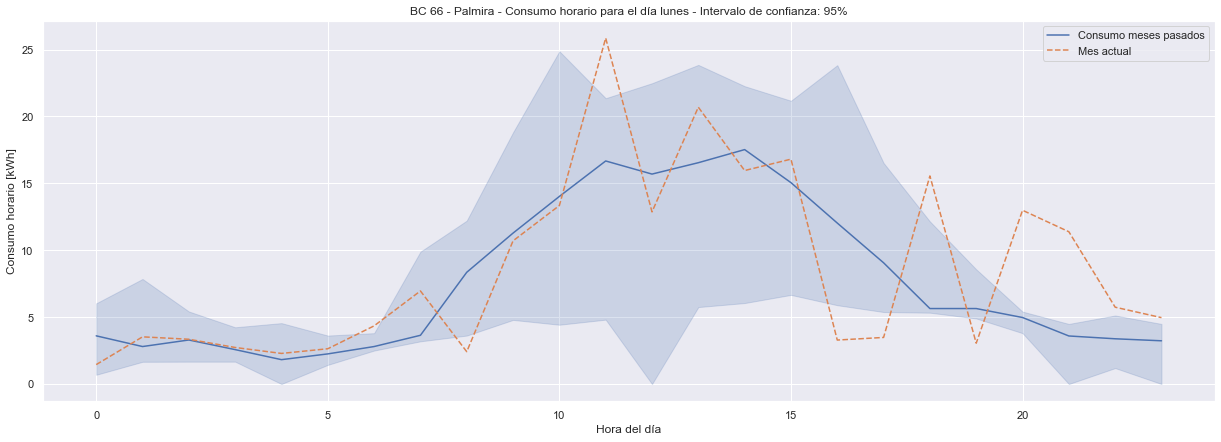 BC 66 - Palmira - Consumo horario para el día lunes - Intervalo de confianza: 95%
Consumo meses pasados
Mes actual
Consumo horario [kWh]
25
20
15
10
5
0
0 5 10 15 20
Hora del día